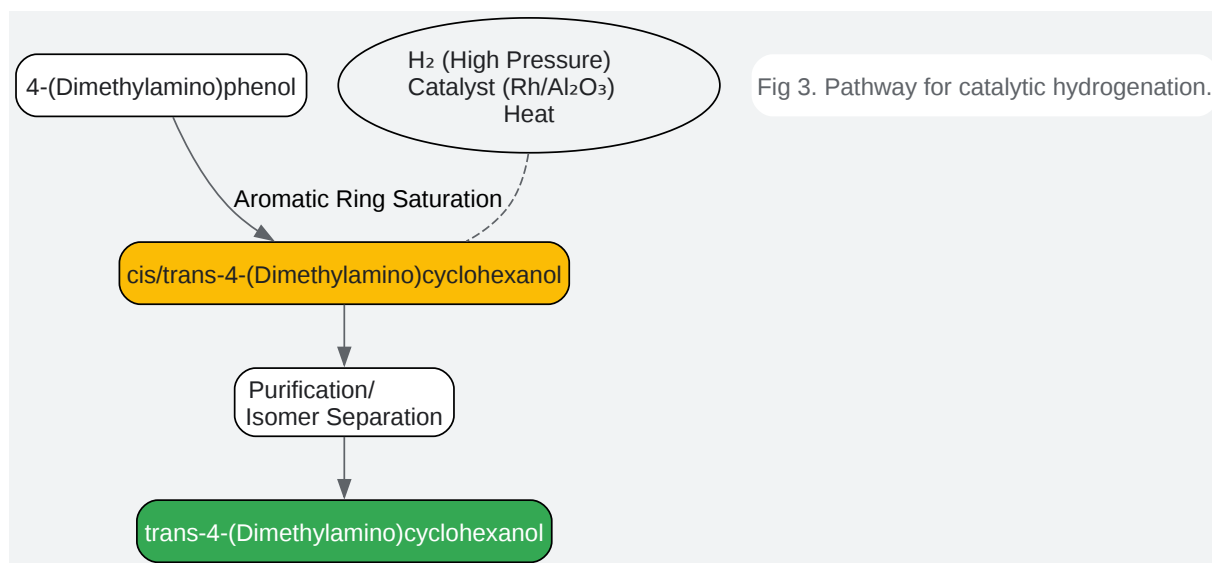 4-(Dimethylamino)phenol
H₂ (High Pressure)
Catalyst (Rh/Al₂O₃)
Heat
Fig 3. Pathway for catalytic hydrogenation.
Aromatic Ring Saturation
cis/trans-4-(Dimethylamino)cyclohexanol
Purification/
Isomer Separation
trans-4-(Dimethylamino)cyclohexanol